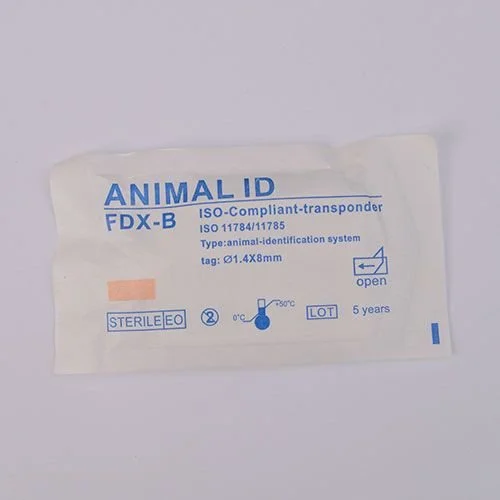 ANIMAL ID
FDX-B
ISO-Compliant-transponder
ISO 11784/11785
Type:animal-identification system
tag: Ø1.4X8mm
open
STERILE EO
2
0°C
+50°C
LOT
5 years